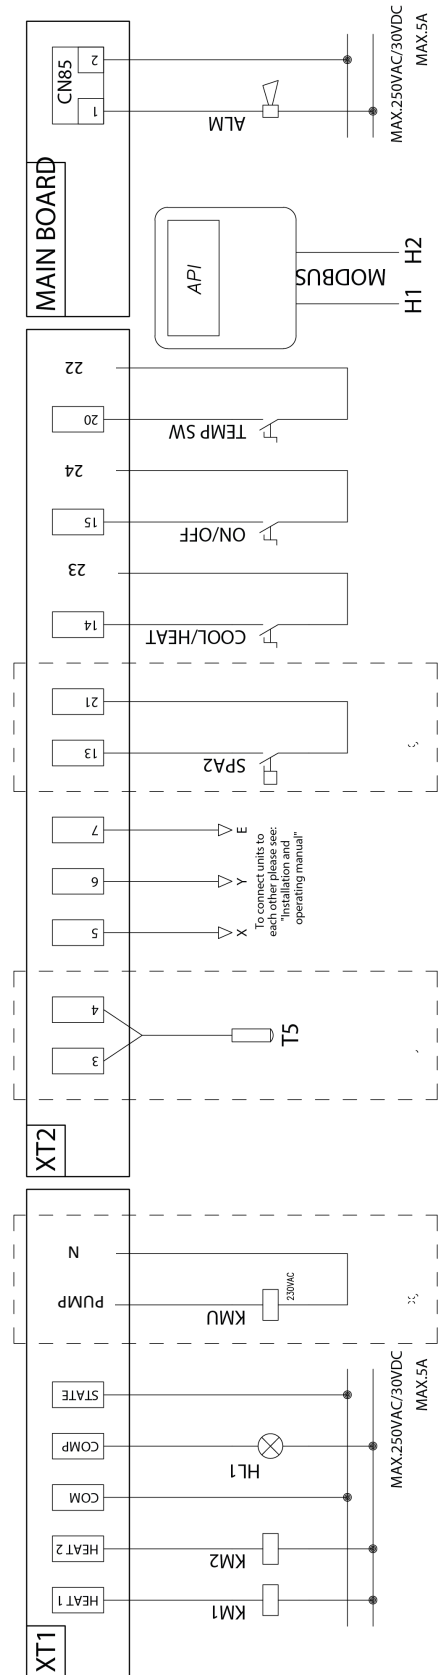 MAX.250VAC/30VDC
MAX.5A
CN85
2
1
ALM
MAIN BOARD
API
MODBUS
H2
H1
22
20
TEMP SW
24
15
ON/OFF
23
14
COOL/HEAT
21
13
SPA2
7
E
6
Y
5
X
To connect units to
each other please see:
"Installation and
operating manual"
4
3
T5
XT2
N
PUMP
KMU
230VAC
STATE
COMP
HL1
COM
HEAT 2
KM2
HEAT 1
KM1
XT1
MAX.250VAC/30VDC
MAX.5A